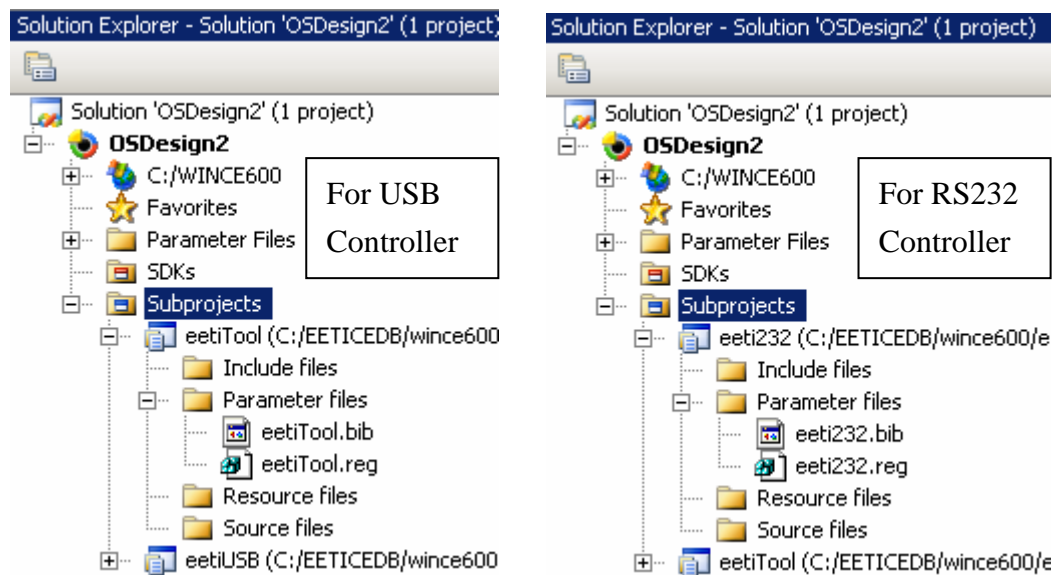 Solution Explorer - Solution 'OSDesign2' (1 project)
Solution 'OSDesign2' (1 project)
OSDesign2
C:/WINCE600
Favorites
Parameter Files
SDKs
Subprojects
eetiTool (C:/EETICEDB/wince600
Include files
Parameter files
eetiTool.bib
eetiTool.reg
Resource files
Source files
eetiUSB (C:/EETICEDB/wince600
For USB
Controller
Solution Explorer - Solution 'OSDesign2' (1 project)
Solution 'OSDesign2' (1 project)
OSDesign2
C:/WINCE600
Favorites
Parameter Files
SDKs
Subprojects
eeti232 (C:/EETICEDB/wince600/e
Include files
Parameter files
eeti232.bib
eeti232.reg
Resource files
Source files
eetiTool (C:/EETICEDB/wince600/e
For RS232
Controller